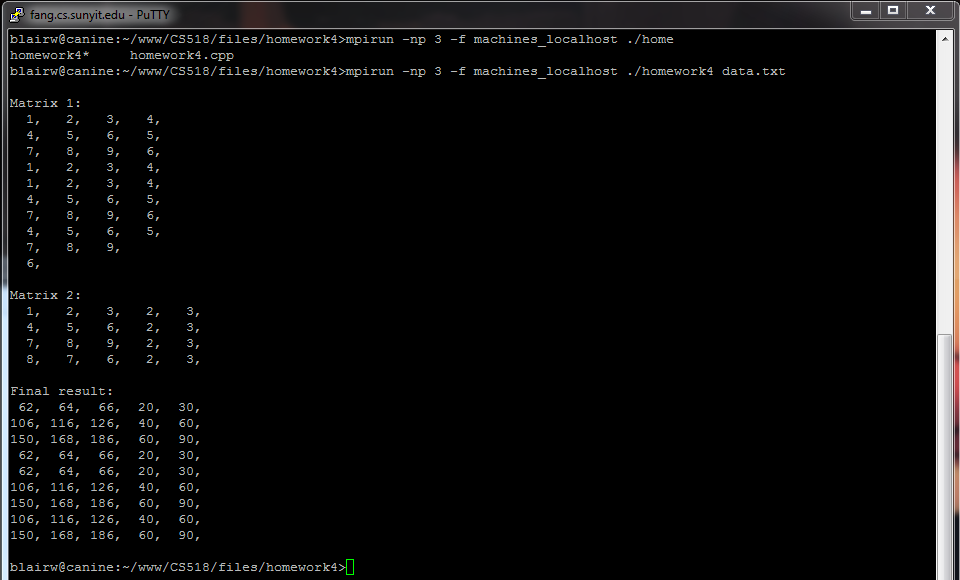 fang.cs.sunyit.edu - PuTTY
blairw@canine:~/www/CS518/files/homework4>mpirun -np 3 -f machines_localhost ./home
homework4*     homework4.cpp
blairw@canine:~/www/CS518/files/homework4>mpirun -np 3 -f machines_localhost ./homework4 data.txt
Matrix 1:
  1,   2,   3,   4,
  4,   5,   6,   5,
  7,   8,   9,   6,
  1,   2,   3,   4,
  1,   2,   3,   4,
  4,   5,   6,   5,
  7,   8,   9,   6,
  4,   5,   6,   5,
  7,   8,   9,
  6,
Matrix 2:
  1,   2,   3,   2,   3,
  4,   5,   6,   2,   3,
  7,   8,   9,   2,   3,
  8,   7,   6,   2,   3,
Final result:
 62,  64,  66,  20,  30,
106, 116, 126,  40,  60,
150, 168, 186,  60,  90,
 62,  64,  66,  20,  30,
 62,  64,  66,  20,  30,
106, 116, 126,  40,  60,
150, 168, 186,  60,  90,
106, 116, 126,  40,  60,
150, 168, 186,  60,  90,
blairw@canine:~/www/CS518/files/homework4>